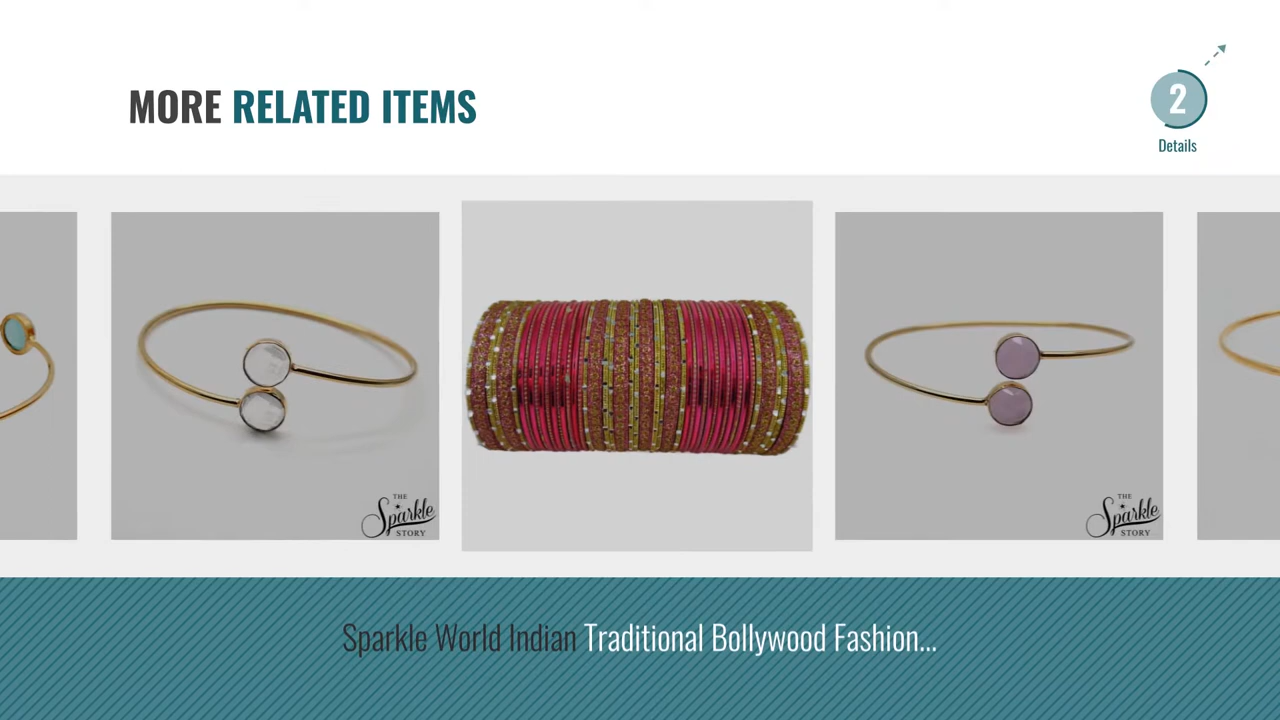 MORE RELATED ITEMS
2
Details
THE
Sparkle
STORY
THE
Sparkle
STORY
Sparkle World Indian Traditional Bollywood Fashion...